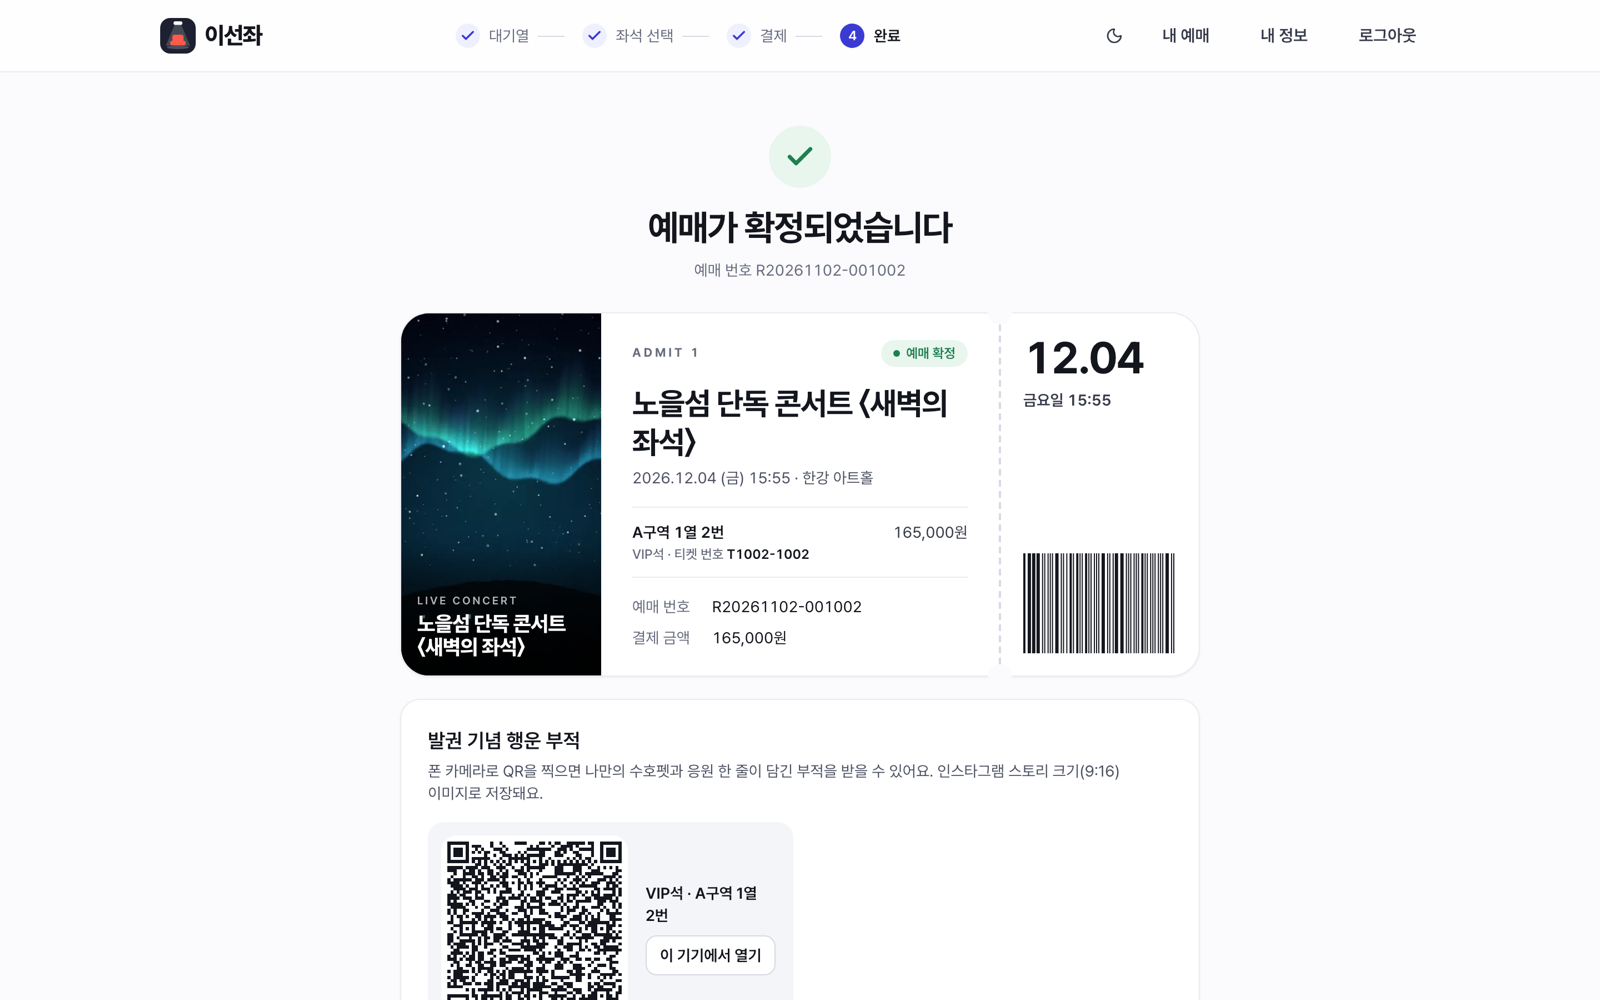 이선좌
대기열
좌석 선택
결제
4 완료
내 예매
내 정보
로그아웃
예매가 확정되었습니다
예매 번호 R20261102-001002
LIVE CONCERT
노을섬 단독 콘서트
〈새벽의 좌석〉
ADMIT 1
예매 확정
노을섬 단독 콘서트 〈새벽의
좌석〉
2026.12.04 (금) 15:55 · 한강 아트홀
A구역 1열 2번
165,000원
VIP석 · 티켓 번호 T1002-1002
예매 번호 R20261102-001002
결제 금액 165,000원
12.04
금요일 15:55
발권 기념 행운 부적
폰 카메라로 QR을 찍으면 나만의 수호펫과 응원 한 줄이 담긴 부적을 받을 수 있어요. 인스타그램 스토리 크기(9:16)
이미지로 저장돼요.
VIP석 · A구역 1열
2번
이 기기에서 열기